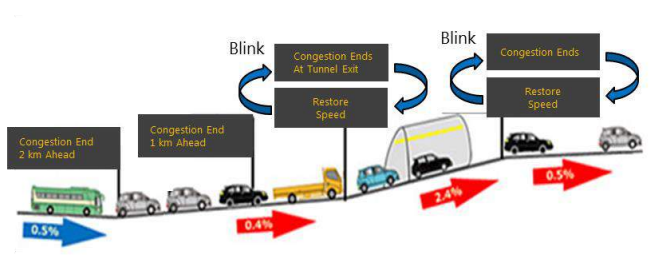 Blink
Congestion Ends
At Tunnel Exit
Restore
Speed
Blink
Congestion Ends
Restore
Speed
Congestion End
2 km Ahead
Congestion End
1 km Ahead
0.5%
0.4%
2.4%
0.5%